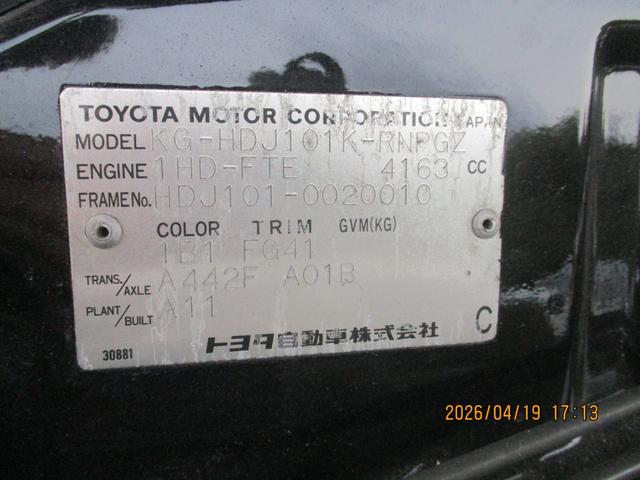 TOYOTA MOTOR CORPORATION JAPAN
MODEL KG-HDJ101K-RNPGZ
ENGINE 1HD-FTE 4163 CC
FRAME No. HDJ101-0020010
COLOR TRIM GVM(KG)
1B1 FG41
TRANS./AXLE A442F A01B
PLANT/BUILT A11
30881 トヨタ自動車株式会社 C
2026/04/19 17:13